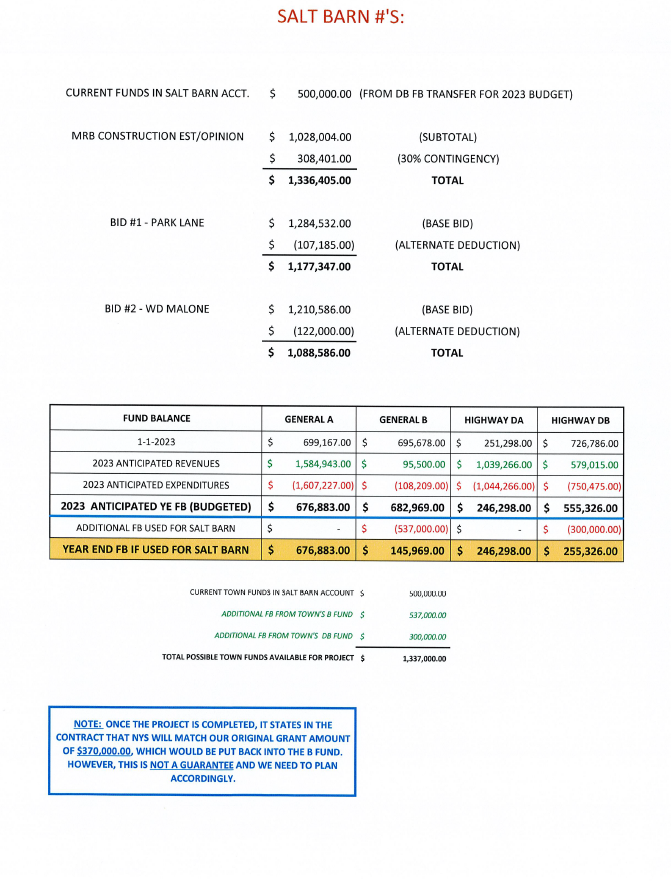 SALT BARN #'S:
CURRENT FUNDS IN SALT BARN ACCT. $ 500,000.00 (FROM DB FB TRANSFER FOR 2023 BUDGET)
MRB CONSTRUCTION EST/OPINION $ 1,028,004.00 (SUBTOTAL)
$ 308,401.00 (30% CONTINGENCY)
$ 1,336,405.00 TOTAL
BID #1 - PARK LANE $ 1,284,532.00 (BASE BID)
$ (107,185.00) (ALTERNATE DEDUCTION)
$ 1,177,347.00 TOTAL
BID #2 - WD MALONE $ 1,210,586.00 (BASE BID)
$ (122,000.00) (ALTERNATE DEDUCTION)
$ 1,088,586.00 TOTAL
FUND BALANCE GENERAL A GENERAL B HIGHWAY DA HIGHWAY DB
1-1-2023 $ 699,167.00 $ 695,678.00 $ 251,298.00 $ 726,786.00
2023 ANTICIPATED REVENUES $ 1,584,943.00 $ 95,500.00 $ 1,039,266.00 $ 579,015.00
2023 ANTICIPATED EXPENDITURES $ (1,607,227.00) $ (108,209.00) $ (1,044,266.00) $ (750,475.00)
2023 ANTICIPATED YE FB (BUDGETED) $ 676,883.00 $ 682,969.00 $ 246,298.00 $ 555,326.00
ADDITIONAL FB USED FOR SALT BARN $ - $ (537,000.00) $ - $ (300,000.00)
YEAR END FB IF USED FOR SALT BARN $ 676,883.00 $ 145,969.00 $ 246,298.00 $ 255,326.00
CURRENT TOWN FUNDS IN SALT BARN ACCOUNT $ 500,000.00
ADDITIONAL FB FROM TOWN'S B FUND $ 537,000.00
ADDITIONAL FB FROM TOWN'S DB FUND $ 300,000.00
TOTAL POSSIBLE TOWN FUNDS AVAILABLE FOR PROJECT $ 1,337,000.00
NOTE: ONCE THE PROJECT IS COMPLETED, IT STATES IN THE
CONTRACT THAT NYS WILL MATCH OUR ORIGINAL GRANT AMOUNT
OF $370,000.00, WHICH WOULD BE PUT BACK INTO THE B FUND.
HOWEVER, THIS IS NOT A GUARANTEE AND WE NEED TO PLAN
ACCORDINGLY.